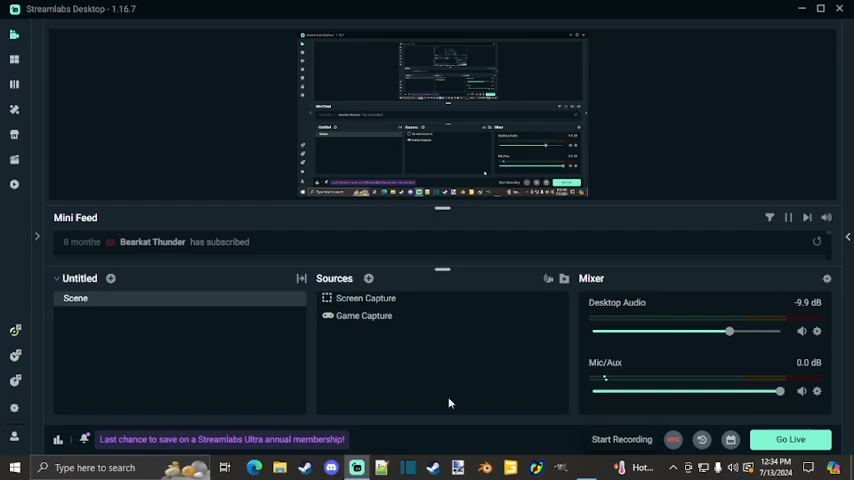 Streamlabs Desktop - 1.16.7
Mini Feed
8 months Bearkat Thunder has subscribed
Untitled
Sources
Mixer
Scene
Screen Capture
Game Capture
Desktop Audio
-9.9 dB
Mic/Aux
0.0 dB
Last chance to save on a Streamlabs Ultra annual membership!
Start Recording
REC
Go Live
Type here to search
Hot...
12:34 PM
7/13/2024